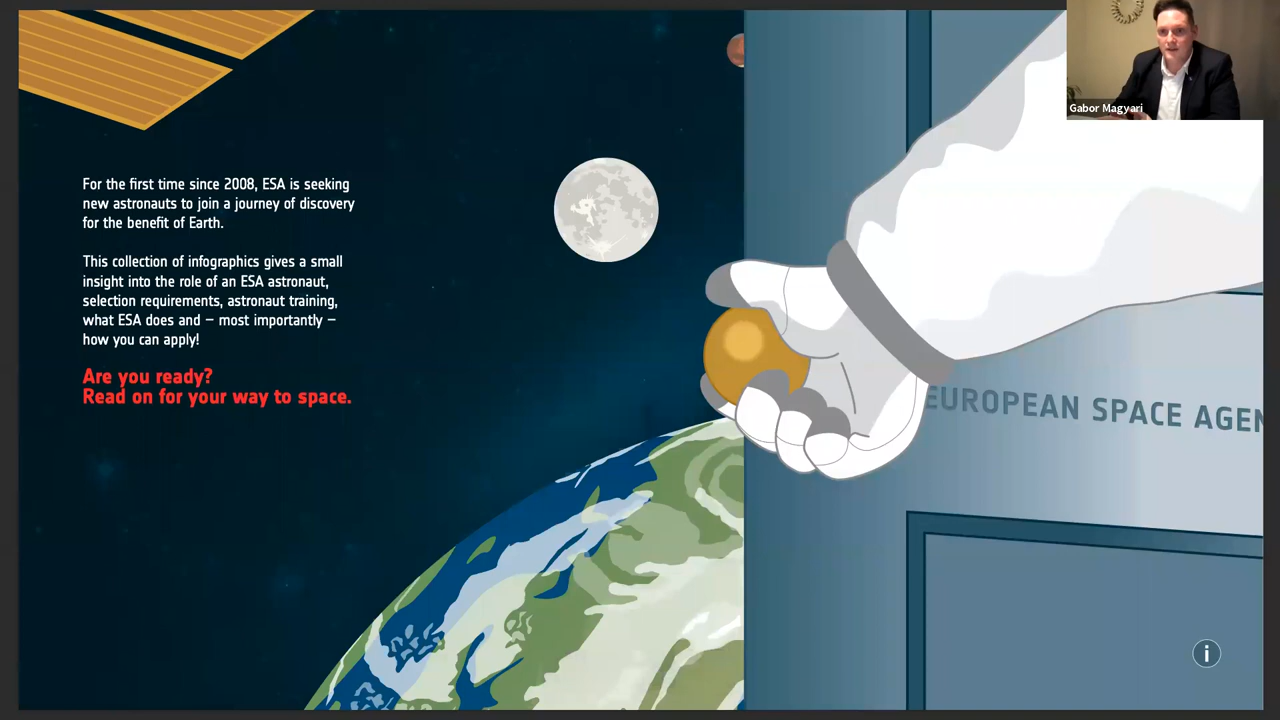 Gabor Magyari
For the first time since 2008, ESA is seeking
new astronauts to join a journey of discovery
for the benefit of Earth.
This collection of infographics gives a small
insight into the role of an ESA astronaut,
selection requirements, astronaut training,
what ESA does and – most importantly –
how you can apply!
Are you ready?
Read on for your way to space.
EUROPEAN SPACE AGEN
i